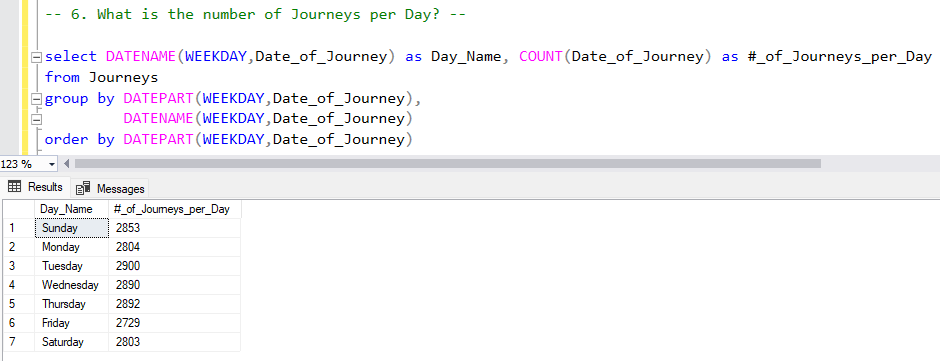 -- 6. What is the number of Journeys per Day? --
select DATENAME(WEEKDAY,Date_of_Journey) as Day_Name, COUNT(Date_of_Journey) as #_of_Journeys_per_Day
from Journeys
group by DATEPART(WEEKDAY,Date_of_Journey),
DATENAME(WEEKDAY,Date_of_Journey)
order by DATEPART(WEEKDAY,Date_of_Journey)
123 %
Results Messages
Day_Name #_of_Journeys_per_Day
1 Sunday 2853
2 Monday 2804
3 Tuesday 2900
4 Wednesday 2890
5 Thursday 2892
6 Friday 2729
7 Saturday 2803